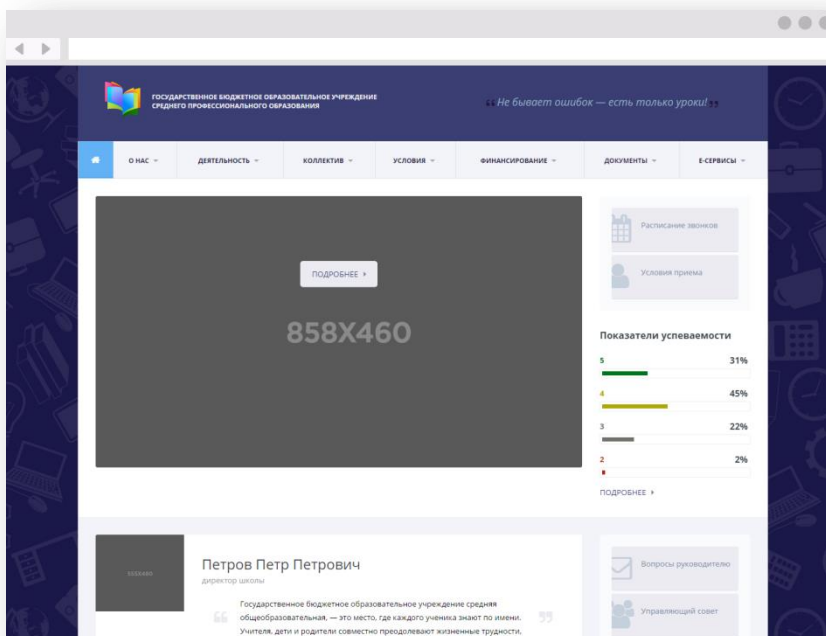 ГОСУДАРСТВЕННОЕ БЮДЖЕТНОЕ ОБРАЗОВАТЕЛЬНОЕ УЧРЕЖДЕНИЕ
СРЕДНЕГО ПРОФЕССИОНАЛЬНОГО ОБРАЗОВАНИЯ
“ Не бывает ошибок — есть только уроки! ”
О НАС ДЕЯТЕЛЬНОСТЬ КОЛЛЕКТИВ УСЛОВИЯ ФИНАНСИРОВАНИЕ ДОКУМЕНТЫ Е-СЕРВИСЫ
ПОДРОБНЕЕ
858X460
Расписание звонков
Условия приема
Показатели успеваемости
5 31%
4 45%
3 22%
2 2%
ПОДРОБНЕЕ
Петров Петр Петрович
директор школы
“ Государственное бюджетное образовательное учреждение средняя
общеобразовательная, — это место, где каждого ученика знают по имени. ”
Учителя, дети и родители совместно преодолевают жизненные трудности,
Вопросы руководителю
Управляющий совет